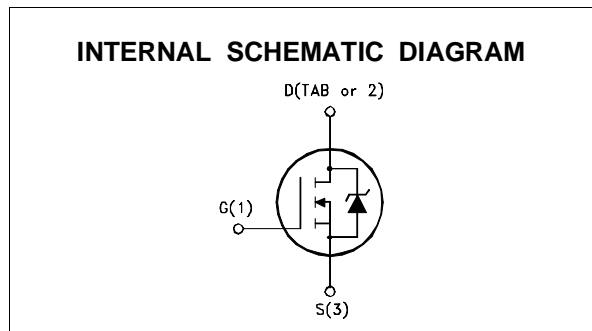 INTERNAL SCHEMATIC DIAGRAM
D(TAB or 2)
G(1)
S(3)